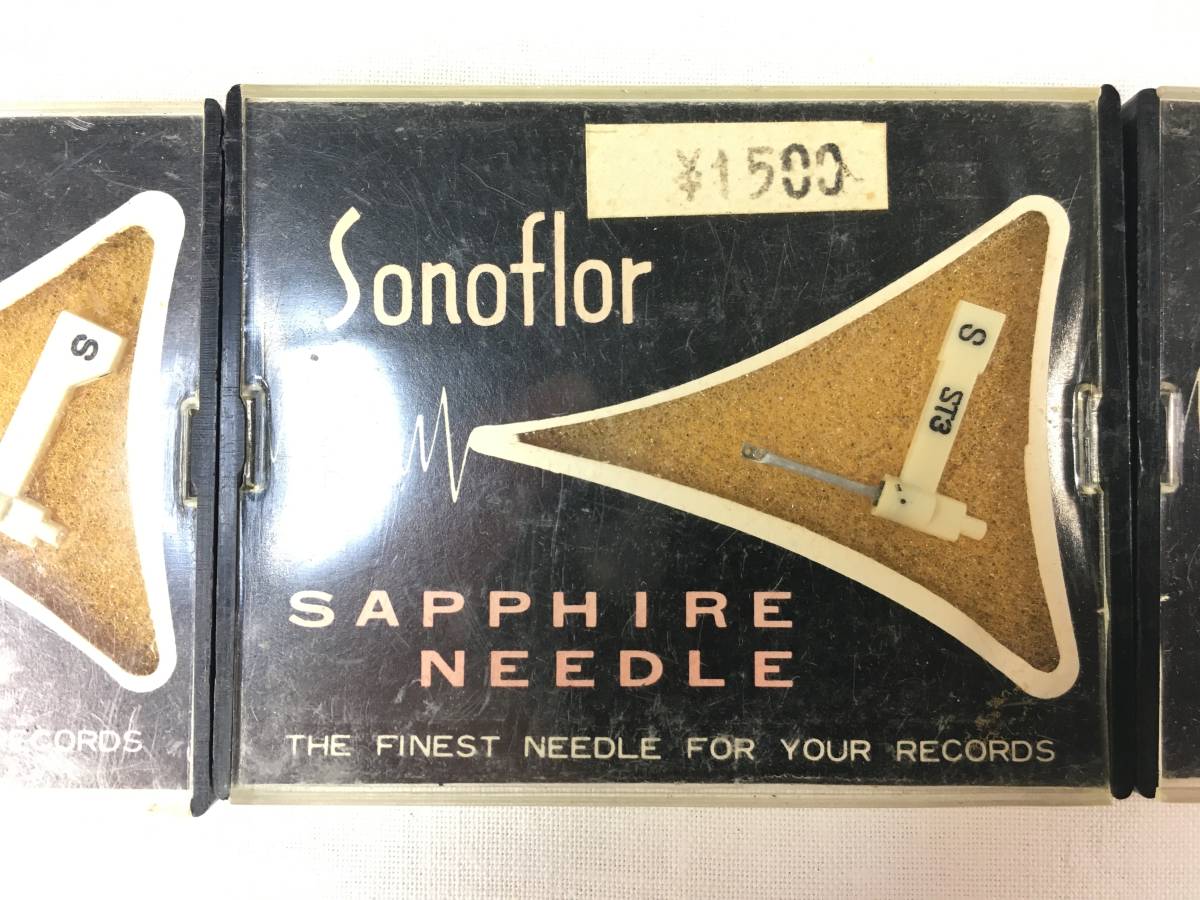 ¥1500
Sonoflor
S
ST3
SAPPHIRE
NEEDLE
THE FINEST NEEDLE FOR YOUR RECORDS
S
RECORDS